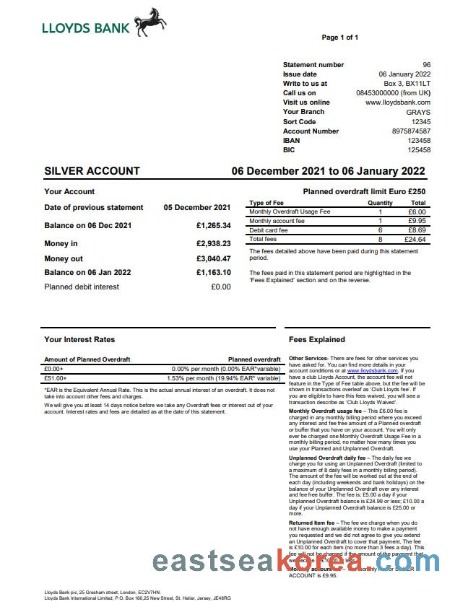 LLOYDS BANK
Page 1 of 1
Statement number 96
Issue date 06 January 2022
Write to us at Box 3, BX11LT
Call us on 08453000000 (from UK)
Visit us online www.lloydsbank.com
Your Branch GRAYS
Sort Code 12345
Account Number 8975874587
IBAN 123458
BIC 125458
SILVER ACCOUNT 06 December 2021 to 06 January 2022
Your Account
Date of previous statement 05 December 2021
Balance on 06 Dec 2021 £1,265.34
Money in £2,938.23
Money out £3,040.47
Balance on 06 Jan 2022 £1,163.10
Planned debit interest £0.00
Planned overdraft limit Euro £250
Type of Fee Quantity Total
Monthly Overdraft Usage Fee 1 £6.00
Monthly account fee 1 £9.95
Debit card fee 6 £8.69
Total fees 8 £24.64
The fees detailed above have been paid during this statement
period.
The fees paid in this statement period are highlighted in the
'Fees Explained' section and on the reverse.
Your Interest Rates
Amount of Planned Overdraft Planned overdraft
£0.00+ 0.00% per month (0.00% EAR*variable)
£51.00+ 1.53% per month (19.94% EAR* variable)
*EAR is the Equivalent Annual Rate. This is the actual annual interest of an overdraft. It does not
take into account other fees and charges.
We will give you at least 14 days notice before we take any Overdraft fees or interest out of your
account. Interest rates and fees are detailed as at the date of this statement.
Fees Explained
Other Services- There are fees for other services you
have asked for. You can find more details in your
account conditions or at www.lloydsbank.com. If you
have a club Lloyds Account, the account fee will not
feature in the Type of Fee table above, but the fee will be
shown in transactions overleaf as 'Club Lloyds fee'. If
you are eligible to have this fees waived, you will see a
transaction describe as 'Club Lloyds Waived'.
Monthly Overdraft usage fee – This £6.00 fee is
charged in any monthly billing period where you exceed
any interest and fee free amount of a Planned overdraft
or buffer that you have on your account. You will only
ever be charged one Monthly Overdraft Usage Fee in a
monthly billing period, no matter how many times you
use your Planned and Unplanned Overdraft.
Unplanned Overdraft daily fee – The daily fee we
charge you for using an Unplanned Overdraft (limited to
a maximum of 8 daily fees in a monthly billing period).
The amount of the fee will be worked out at the end of
each day (including weekends and bank holidays) on the
balance of your Unplanned Overdraft over any interest
and fee free buffer. The fee is: £5.00 a day if your
Unplanned Overdraft balance is £24.99 or less; £10.00 a
day if your Unplanned Overdraft balance is £25.00 or
more.
Returned item fee – The fee we charge when you do
not have enough available money to make a payment
you requested and we did not agree to give you extend
an Unplanned Overdraft to cover that payment. The fee
is £10.00 for each item (no more than 3 fees a day). This
fee will not be charged if the amount of the payment that
ACCOUNT is £9.95.
eastseakorea.com
Lloyds Bank plc, 25 Gresham street, London, EC2V7HN
Lloyds Bank International Limited. P.O. Box 160,25 New Street, St. Helier, Jersey, JE48RG